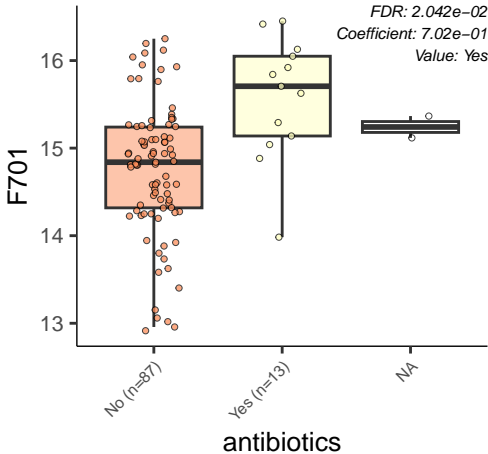 FDR: 2.042e−02
Coefficient: 7.02e−01
Value: Yes
F701
16
15
14
13
No (n=87)
Yes (n=13)
NA
antibiotics